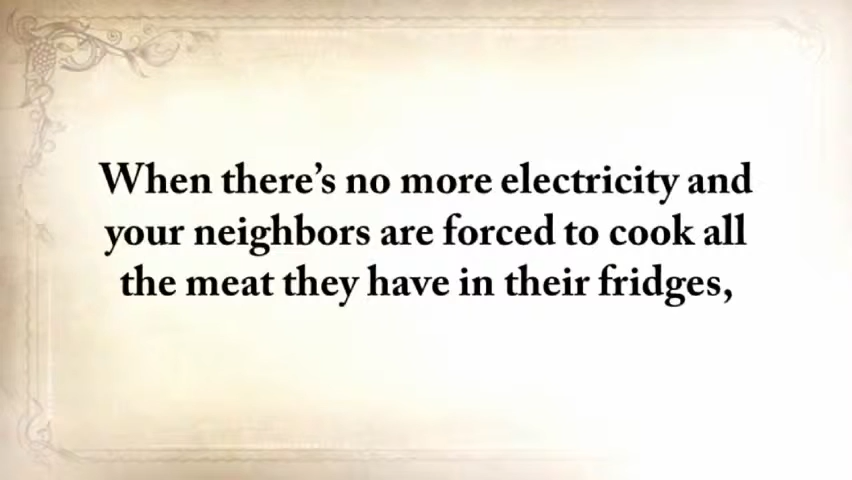 When there’s no more electricity and
your neighbors are forced to cook all
the meat they have in their fridges,